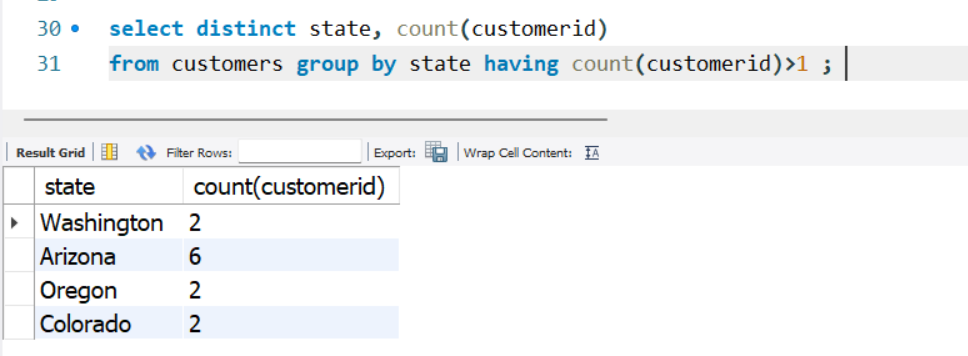 30 select distinct state, count(customerid)
31 from customers group by state having count(customerid)>1 ;
Result Grid Filter Rows: Export: Wrap Cell Content:
state count(customerid)
Washington 2
Arizona 6
Oregon 2
Colorado 2